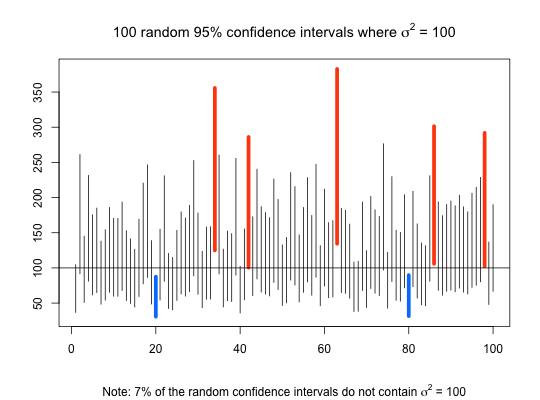 100 random 95% confidence intervals where σ² = 100
350
300
250
200
150
100
50
0 20 40 60 80 100
Note: 7% of the random confidence intervals do not contain σ² = 100